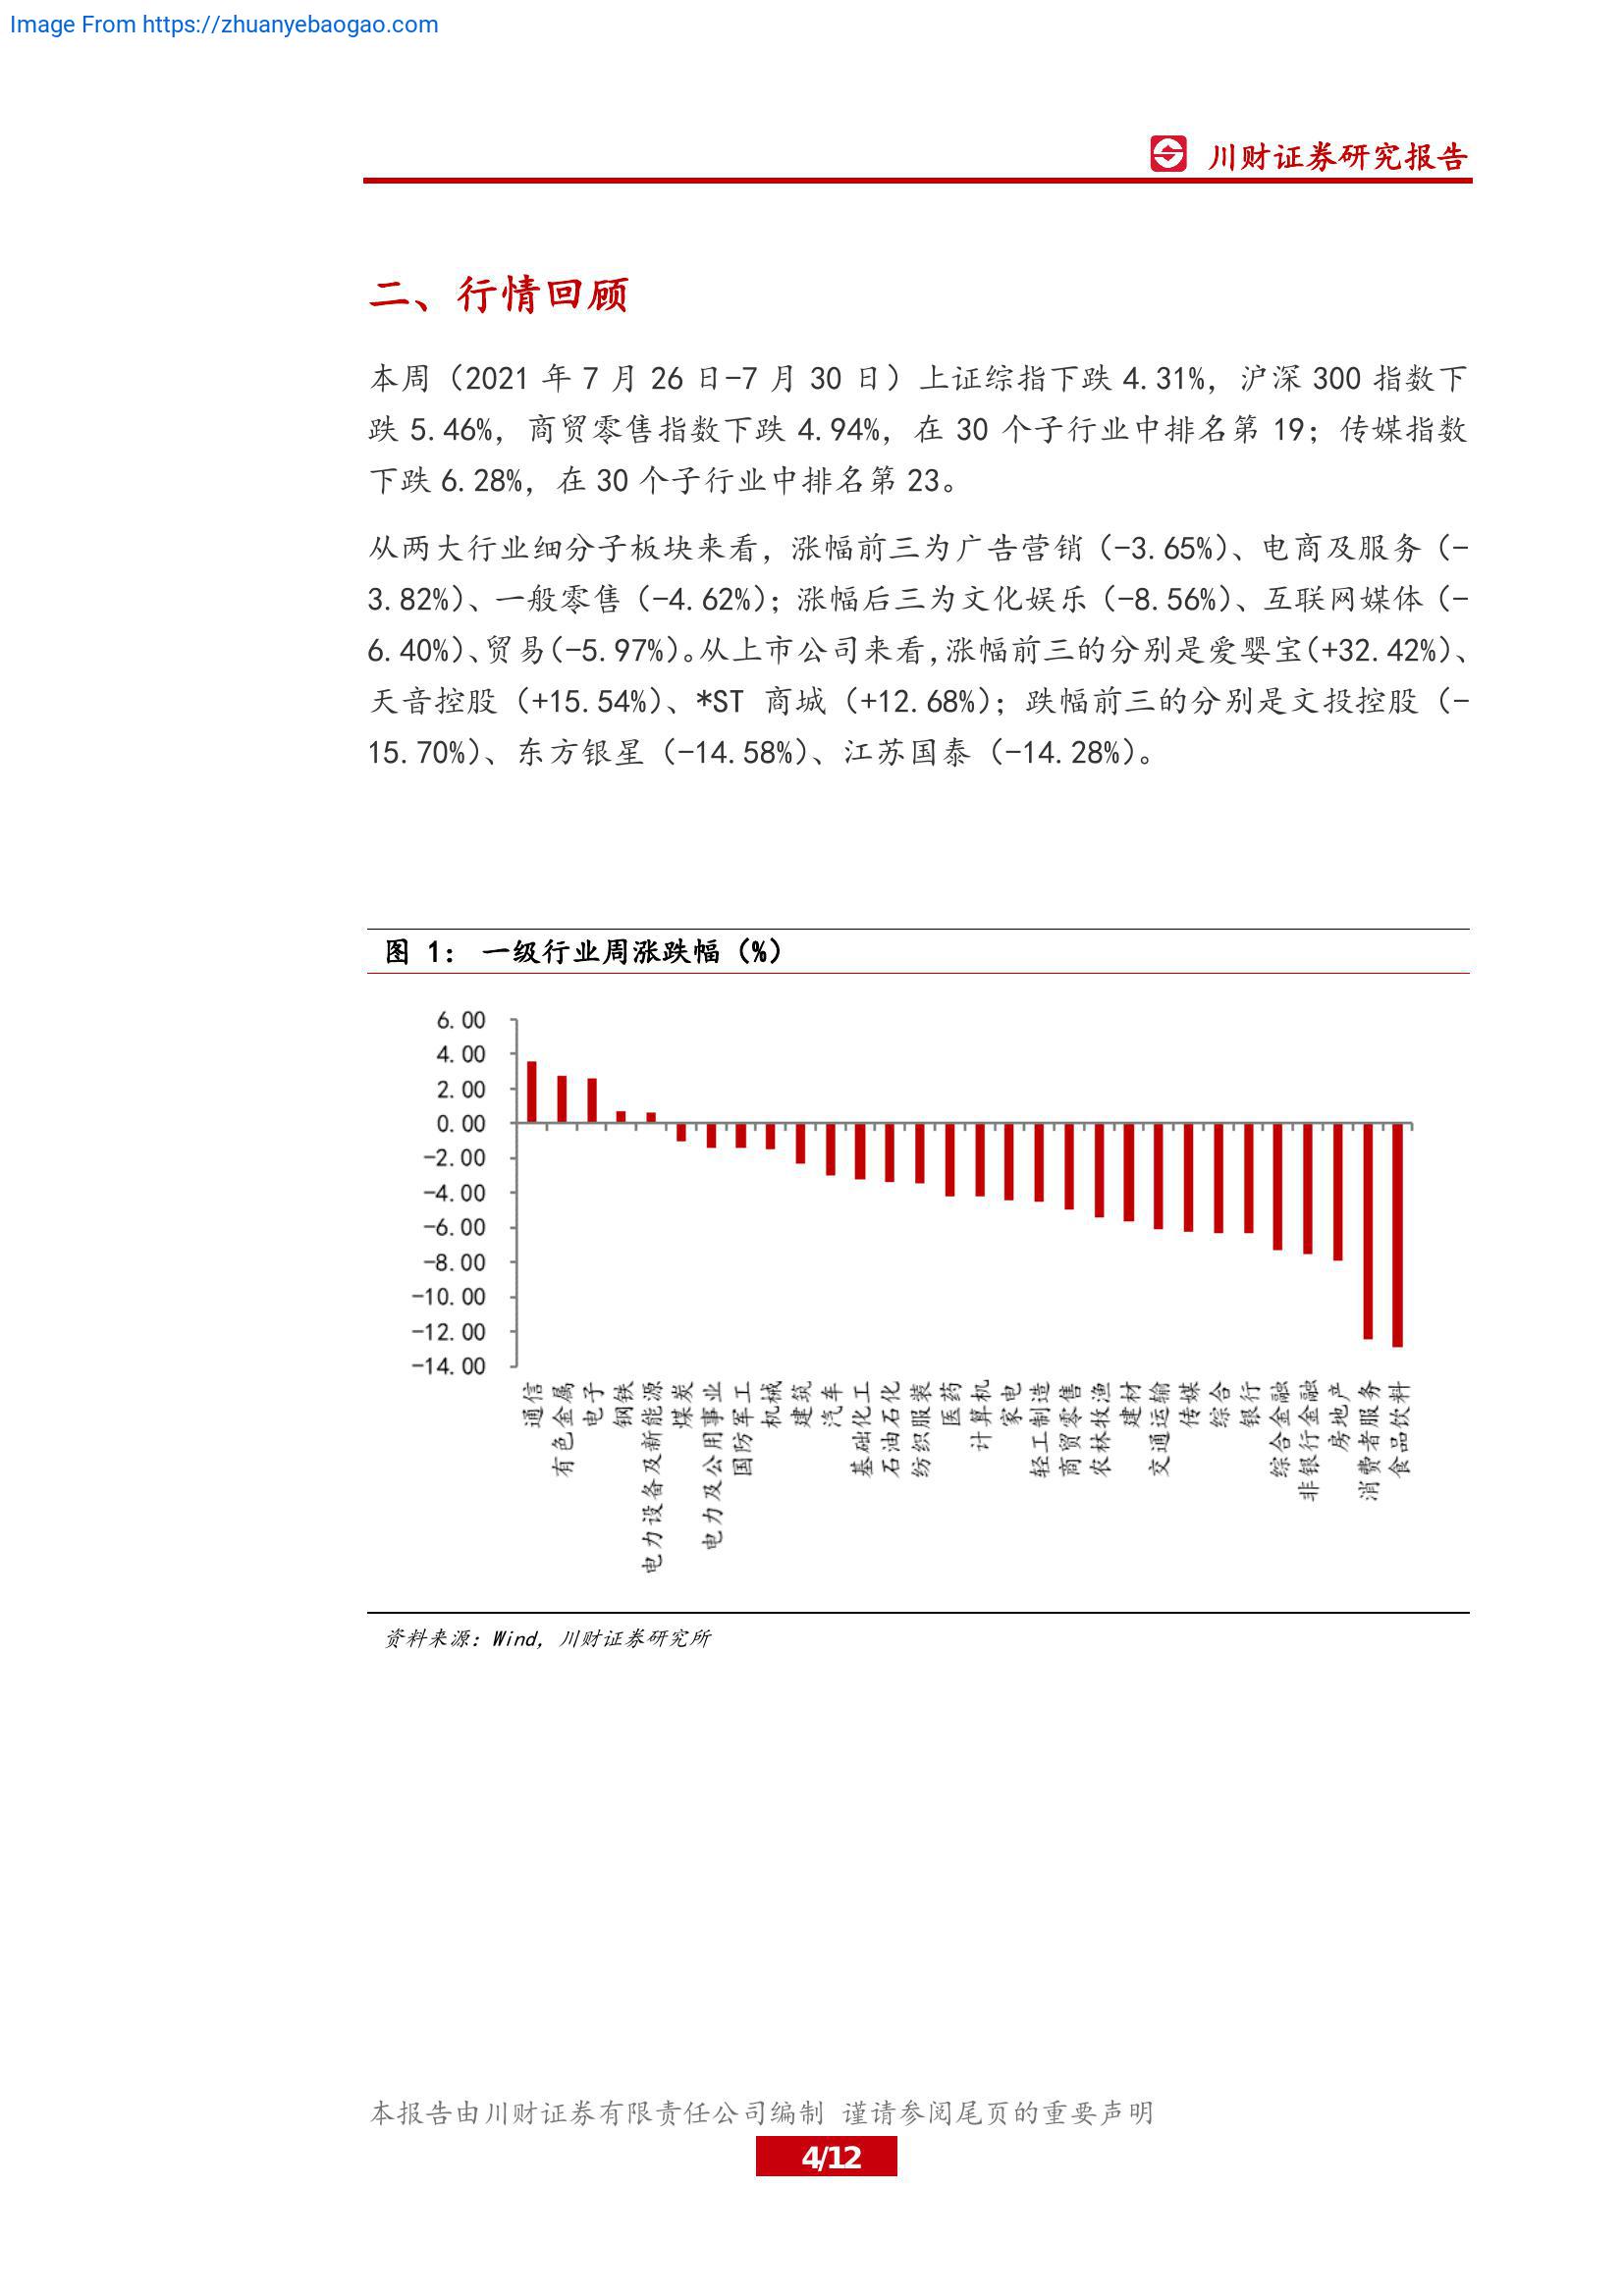 Image From https://zhuanyebaogao.com
川财证券研究报告
二、行情回顾
本周（2021 年 7 月 26 日-7 月 30 日）上证综指下跌 4.31%，沪深 300 指数下
跌 5.46%，商贸零售指数下跌 4.94%，在 30 个子行业中排名第 19；传媒指数
下跌 6.28%，在 30 个子行业中排名第 23。
从两大行业细分子板块来看，涨幅前三为广告营销（-3.65%）、电商及服务（-
3.82%）、一般零售（-4.62%）；涨幅后三为文化娱乐（-8.56%）、互联网媒体（-
6.40%）、贸易（-5.97%）。从上市公司来看，涨幅前三的分别是爱婴宝（+32.42%）、
天音控股（+15.54%）、*ST 商城（+12.68%）；跌幅前三的分别是文投控股（-
15.70%）、东方银星（-14.58%）、江苏国泰（-14.28%）。
图 1： 一级行业周涨跌幅（%）
6.00
4.00
2.00
0.00
-2.00
-4.00
-6.00
-8.00
-10.00
-12.00
-14.00
通信
有色金属
电子
钢铁
电力设备及新能源
煤炭
电力及公用事业
国防军工
机械
建筑
汽车
基础化工
石油石化
纺织服装
医药
计算机
家电
轻工制造
商贸零售
农林牧渔
建材
交通运输
传媒
综合
银行
综合金融
非银行金融
房地产
消费者服务
食品饮料
资料来源：Wind，川财证券研究所
本报告由川财证券有限责任公司编制 谨请参阅尾页的重要声明
4/12